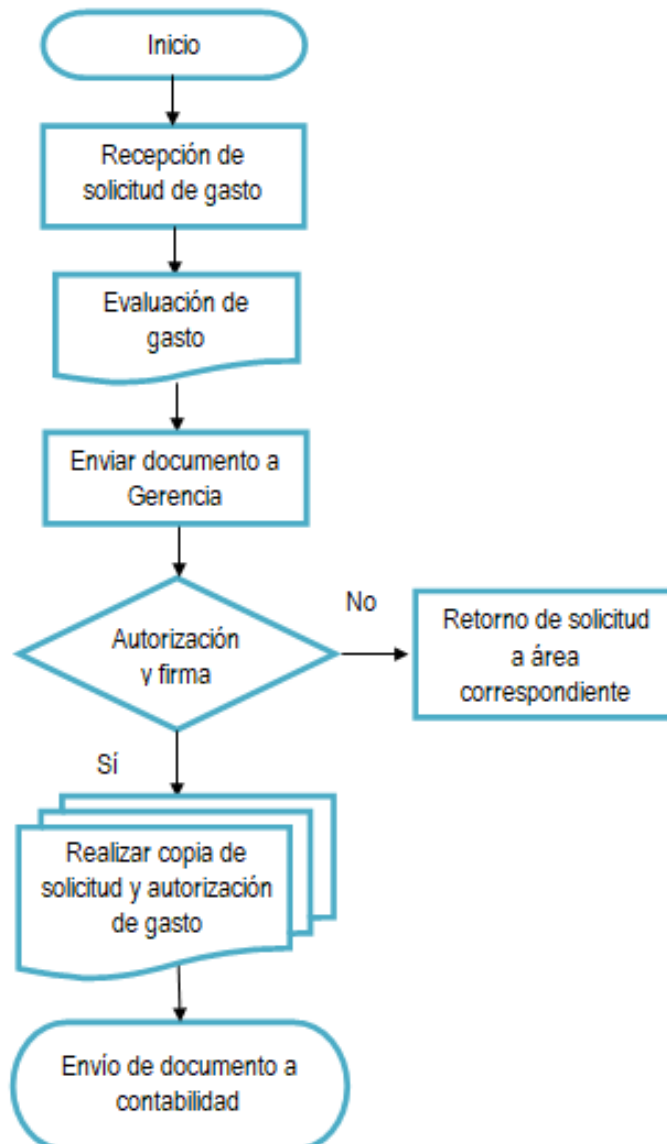 Inicio
Recepción de
solicitud de gasto
Evaluación de
gasto
Enviar documento a
Gerencia
Autorización
y firma
No
Retorno de solicitud
a área
correspondiente
Sí
Realizar copia de
solicitud y autorización
de gasto
Envío de documento a
contabilidad